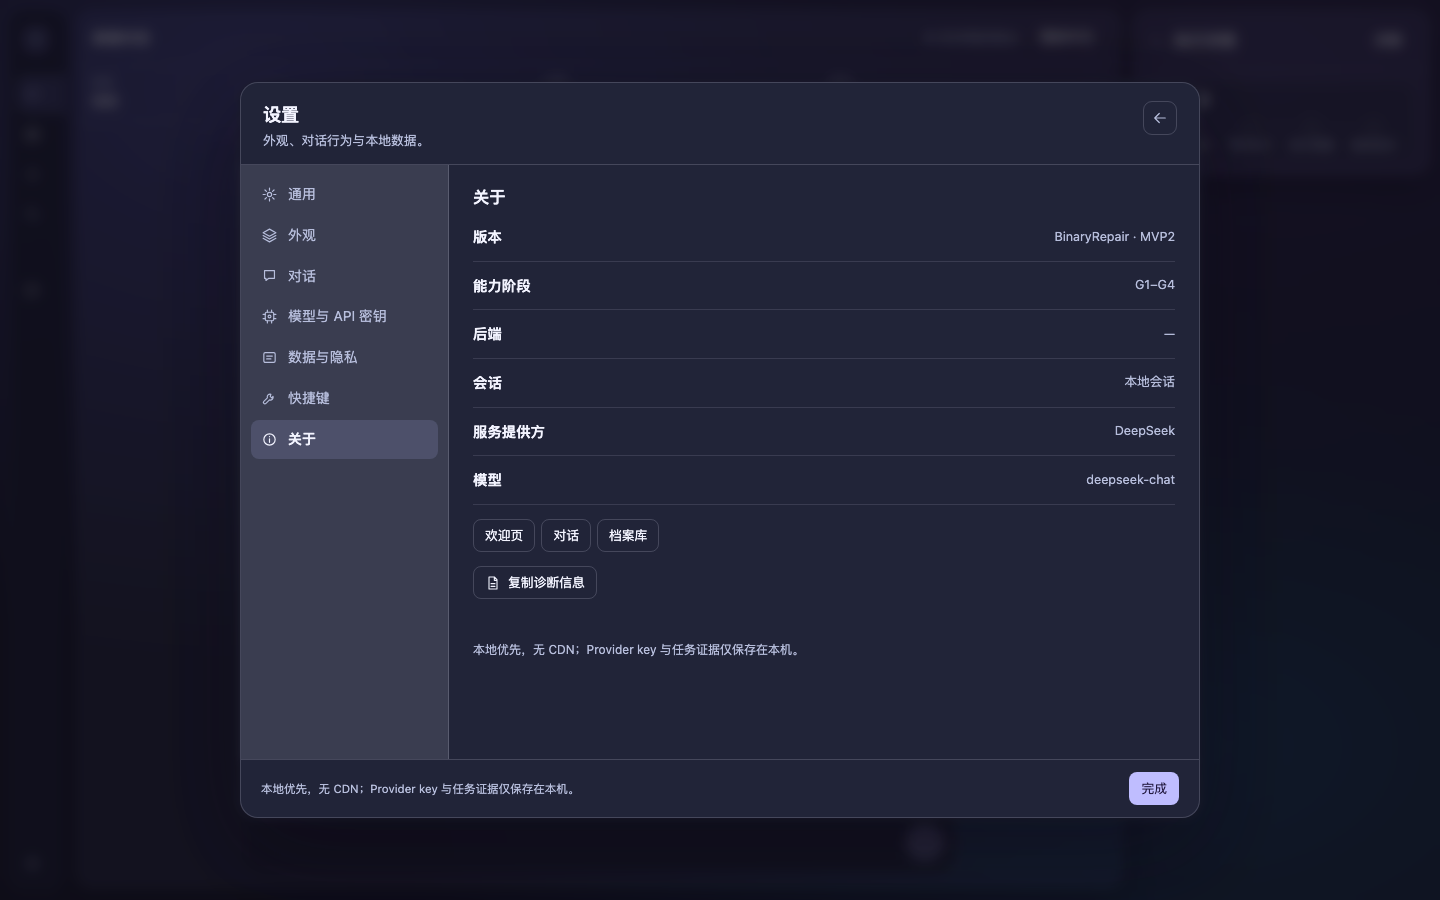 设置
外观、对话行为与本地数据。
通用
外观
对话
模型与 API 密钥
数据与隐私
快捷键
关于
关于
版本 BinaryRepair · MVP2
能力阶段 G1–G4
后端 —
会话 本地会话
服务提供方 DeepSeek
模型 deepseek-chat
欢迎页 对话 档案库
复制诊断信息
本地优先，无 CDN；Provider key 与任务证据仅保存在本机。
本地优先，无 CDN；Provider key 与任务证据仅保存在本机。
完成